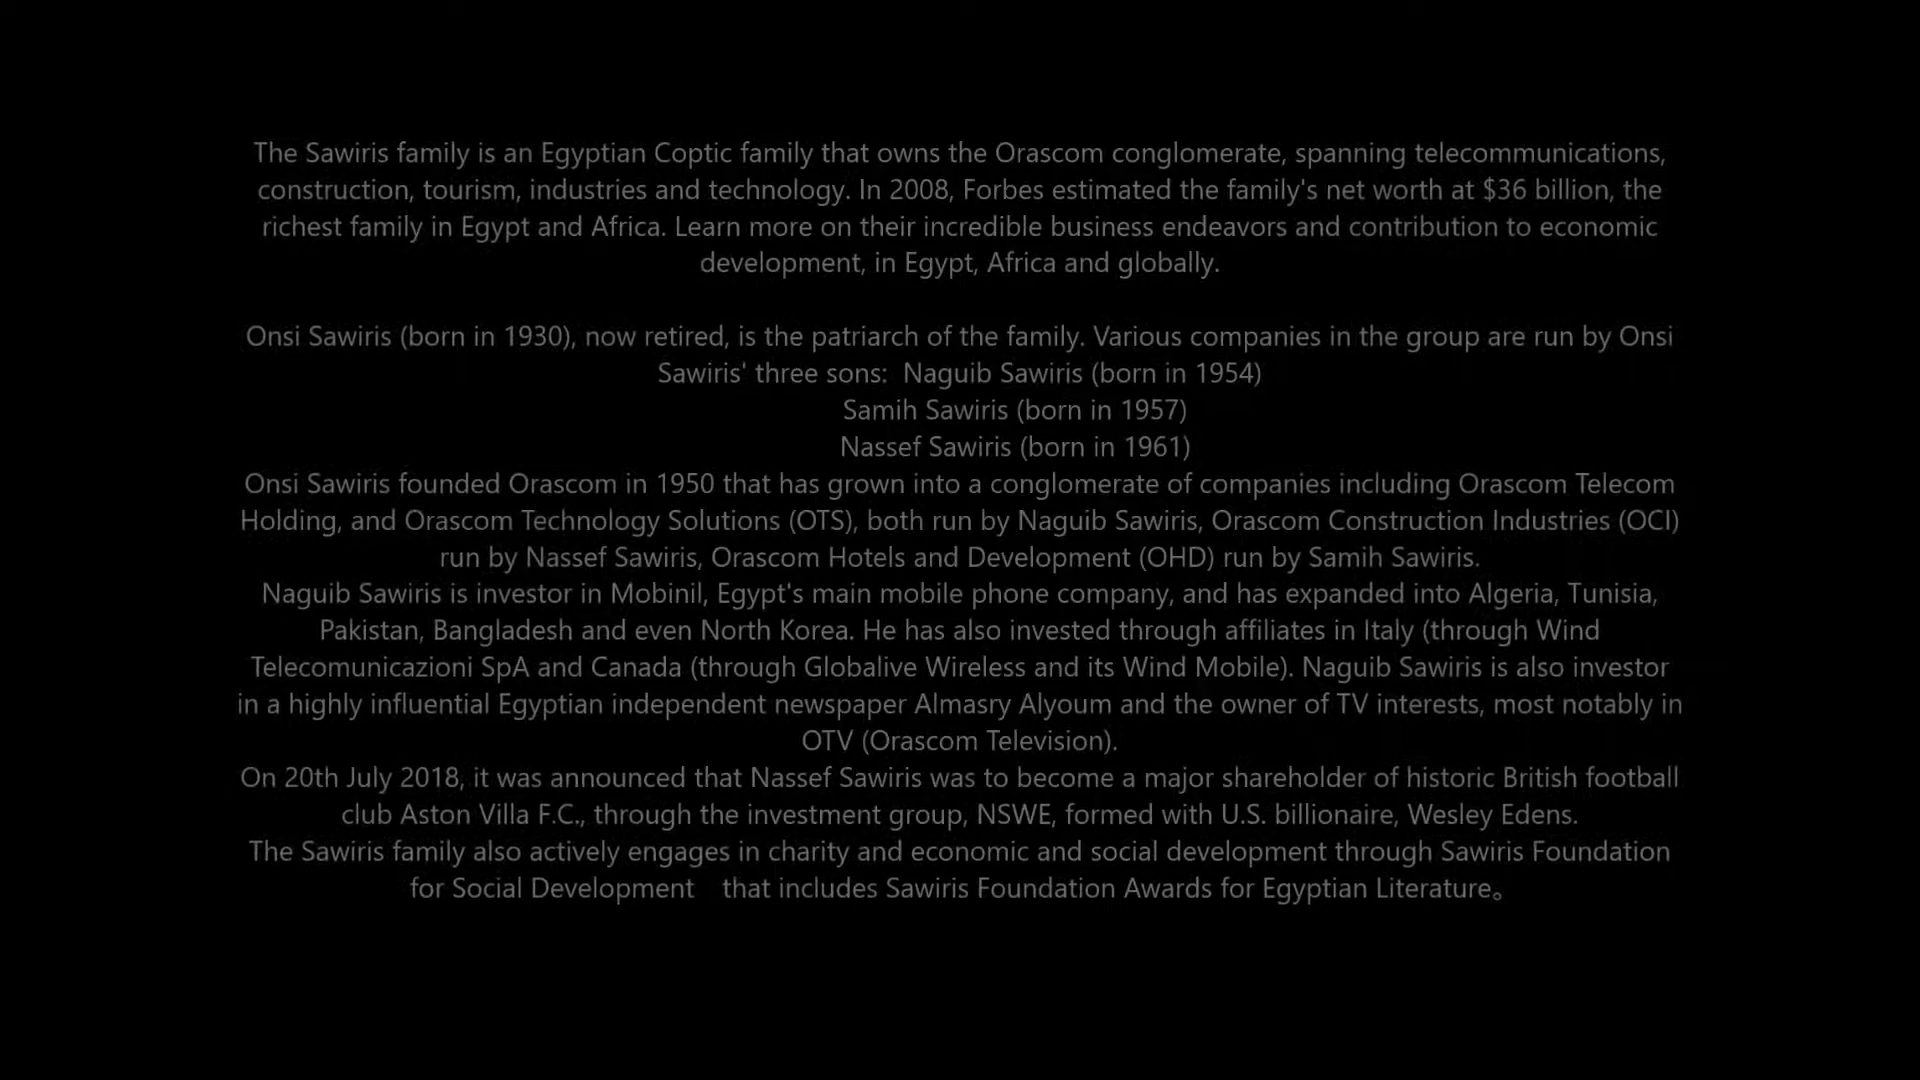 The Sawiris family is an Egyptian Coptic family that owns the Orascom conglomerate, spanning telecommunications,
construction, tourism, industries and technology. In 2008, Forbes estimated the family's net worth at $36 billion, the
richest family in Egypt and Africa. Learn more on their incredible business endeavors and contribution to economic
development, in Egypt, Africa and globally.
Onsi Sawiris (born in 1930), now retired, is the patriarch of the family. Various companies in the group are run by Onsi
Sawiris' three sons:  Naguib Sawiris (born in 1954)
Samih Sawiris (born in 1957)
Nassef Sawiris (born in 1961)
Onsi Sawiris founded Orascom in 1950 that has grown into a conglomerate of companies including Orascom Telecom
Holding, and Orascom Technology Solutions (OTS), both run by Naguib Sawiris, Orascom Construction Industries (OCI)
run by Nassef Sawiris, Orascom Hotels and Development (OHD) run by Samih Sawiris.
Naguib Sawiris is investor in Mobinil, Egypt's main mobile phone company, and has expanded into Algeria, Tunisia,
Pakistan, Bangladesh and even North Korea. He has also invested through affiliates in Italy (through Wind
Telecomunicazioni SpA and Canada (through Globalive Wireless and its Wind Mobile). Naguib Sawiris is also investor
in a highly influential Egyptian independent newspaper Almasry Alyoum and the owner of TV interests, most notably in
OTV (Orascom Television).
On 20th July 2018, it was announced that Nassef Sawiris was to become a major shareholder of historic British football
club Aston Villa F.C., through the investment group, NSWE, formed with U.S. billionaire, Wesley Edens.
The Sawiris family also actively engages in charity and economic and social development through Sawiris Foundation
for Social Development　that includes Sawiris Foundation Awards for Egyptian Literature。